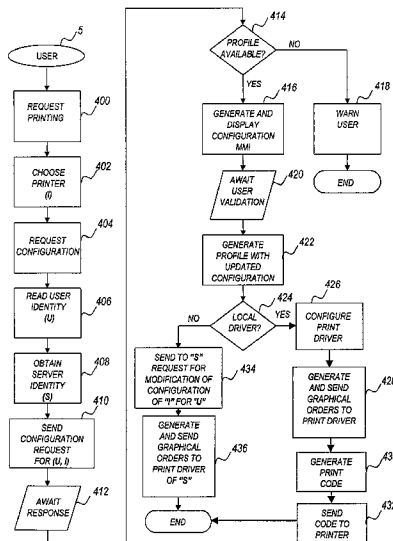 5
USER
REQUEST
PRINTING
400
CHOOSE
PRINTER
(I)
402
REQUEST
CONFIGURATION
404
READ USER
IDENTITY
(U)
406
OBTAIN
SERVER
IDENTITY
(S)
408
SEND
CONFIGURATION
REQUEST
FOR (U, I)
410
AWAIT
RESPONSE
412
PROFILE
AVAILABLE?
414
NO
YES
GENERATE AND
DISPLAY
CONFIGURATION
MMI
416
WARN
USER
418
END
AWAIT
USER
VALIDATION
420
GENERATE
PROFILE WITH
UPDATED
CONFIGURATION
422
LOCAL
DRIVER?
424
NO
YES
CONFIGURE
PRINT
DRIVER
426
SEND TO "S"
REQUEST FOR
MODIFICATION OF
CONFIGURATION
OF "I" FOR "U"
434
GENERATE
AND SEND
GRAPHICAL
ORDERS TO
PRINT DRIVER
428
GENERATE
AND SEND
GRAPHICAL
ORDERS TO
PRINT DRIVER
OF "S"
436
GENERATE
PRINT
CODE
END
SEND
CODE TO
PRINTER
432